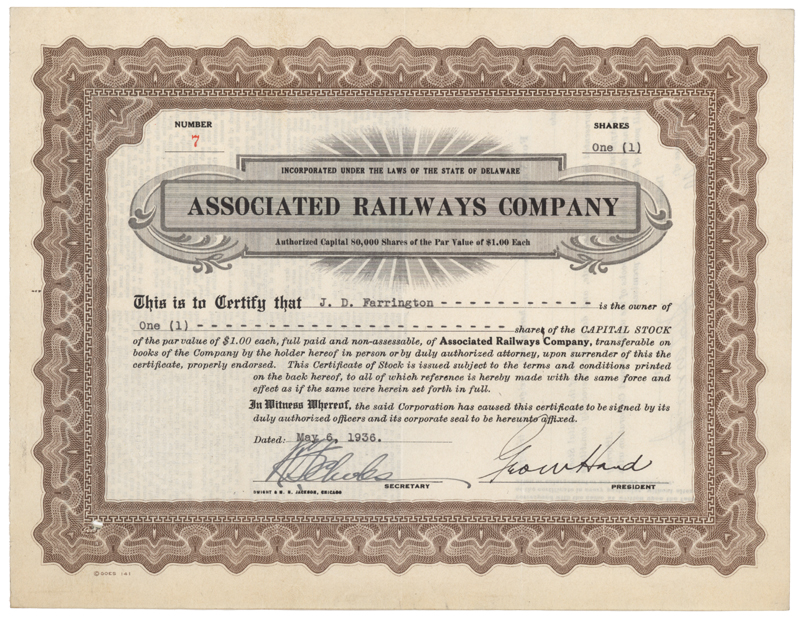 NUMBER
7
SHARES
One (1)
INCORPORATED UNDER THE LAWS OF THE STATE OF DELAWARE
ASSOCIATED RAILWAYS COMPANY
Authorized Capital 80,000 Shares of the Par Value of $1.00 Each
This is to Certify that J. D. Farrington - - - - - - - - - - - is the owner of
One (1) - - - - - - - - - - - - - - - - - - - - - - - shares of the CAPITAL STOCK
of the par value of $1.00 each, full paid and non-assessable, of Associated Railways Company, transferable on
books of the Company by the holder hereof in person or by duly authorized attorney, upon surrender of this the
certificate, properly endorsed. This Certificate of Stock is issued subject to the terms and conditions printed
on the back hereof, to all of which reference is hereby made with the same force and
effect as if the same were herein set forth in full.
In Witness Whereof, the said Corporation has caused this certificate to be signed by its
duly authorized officers and its corporate seal to be hereunto affixed.
Dated: May 6, 1936.
Geo W Hand
SECRETARY
PRESIDENT
DWIGHT & M. H. JACKSON, CHICAGO
© GOES 141